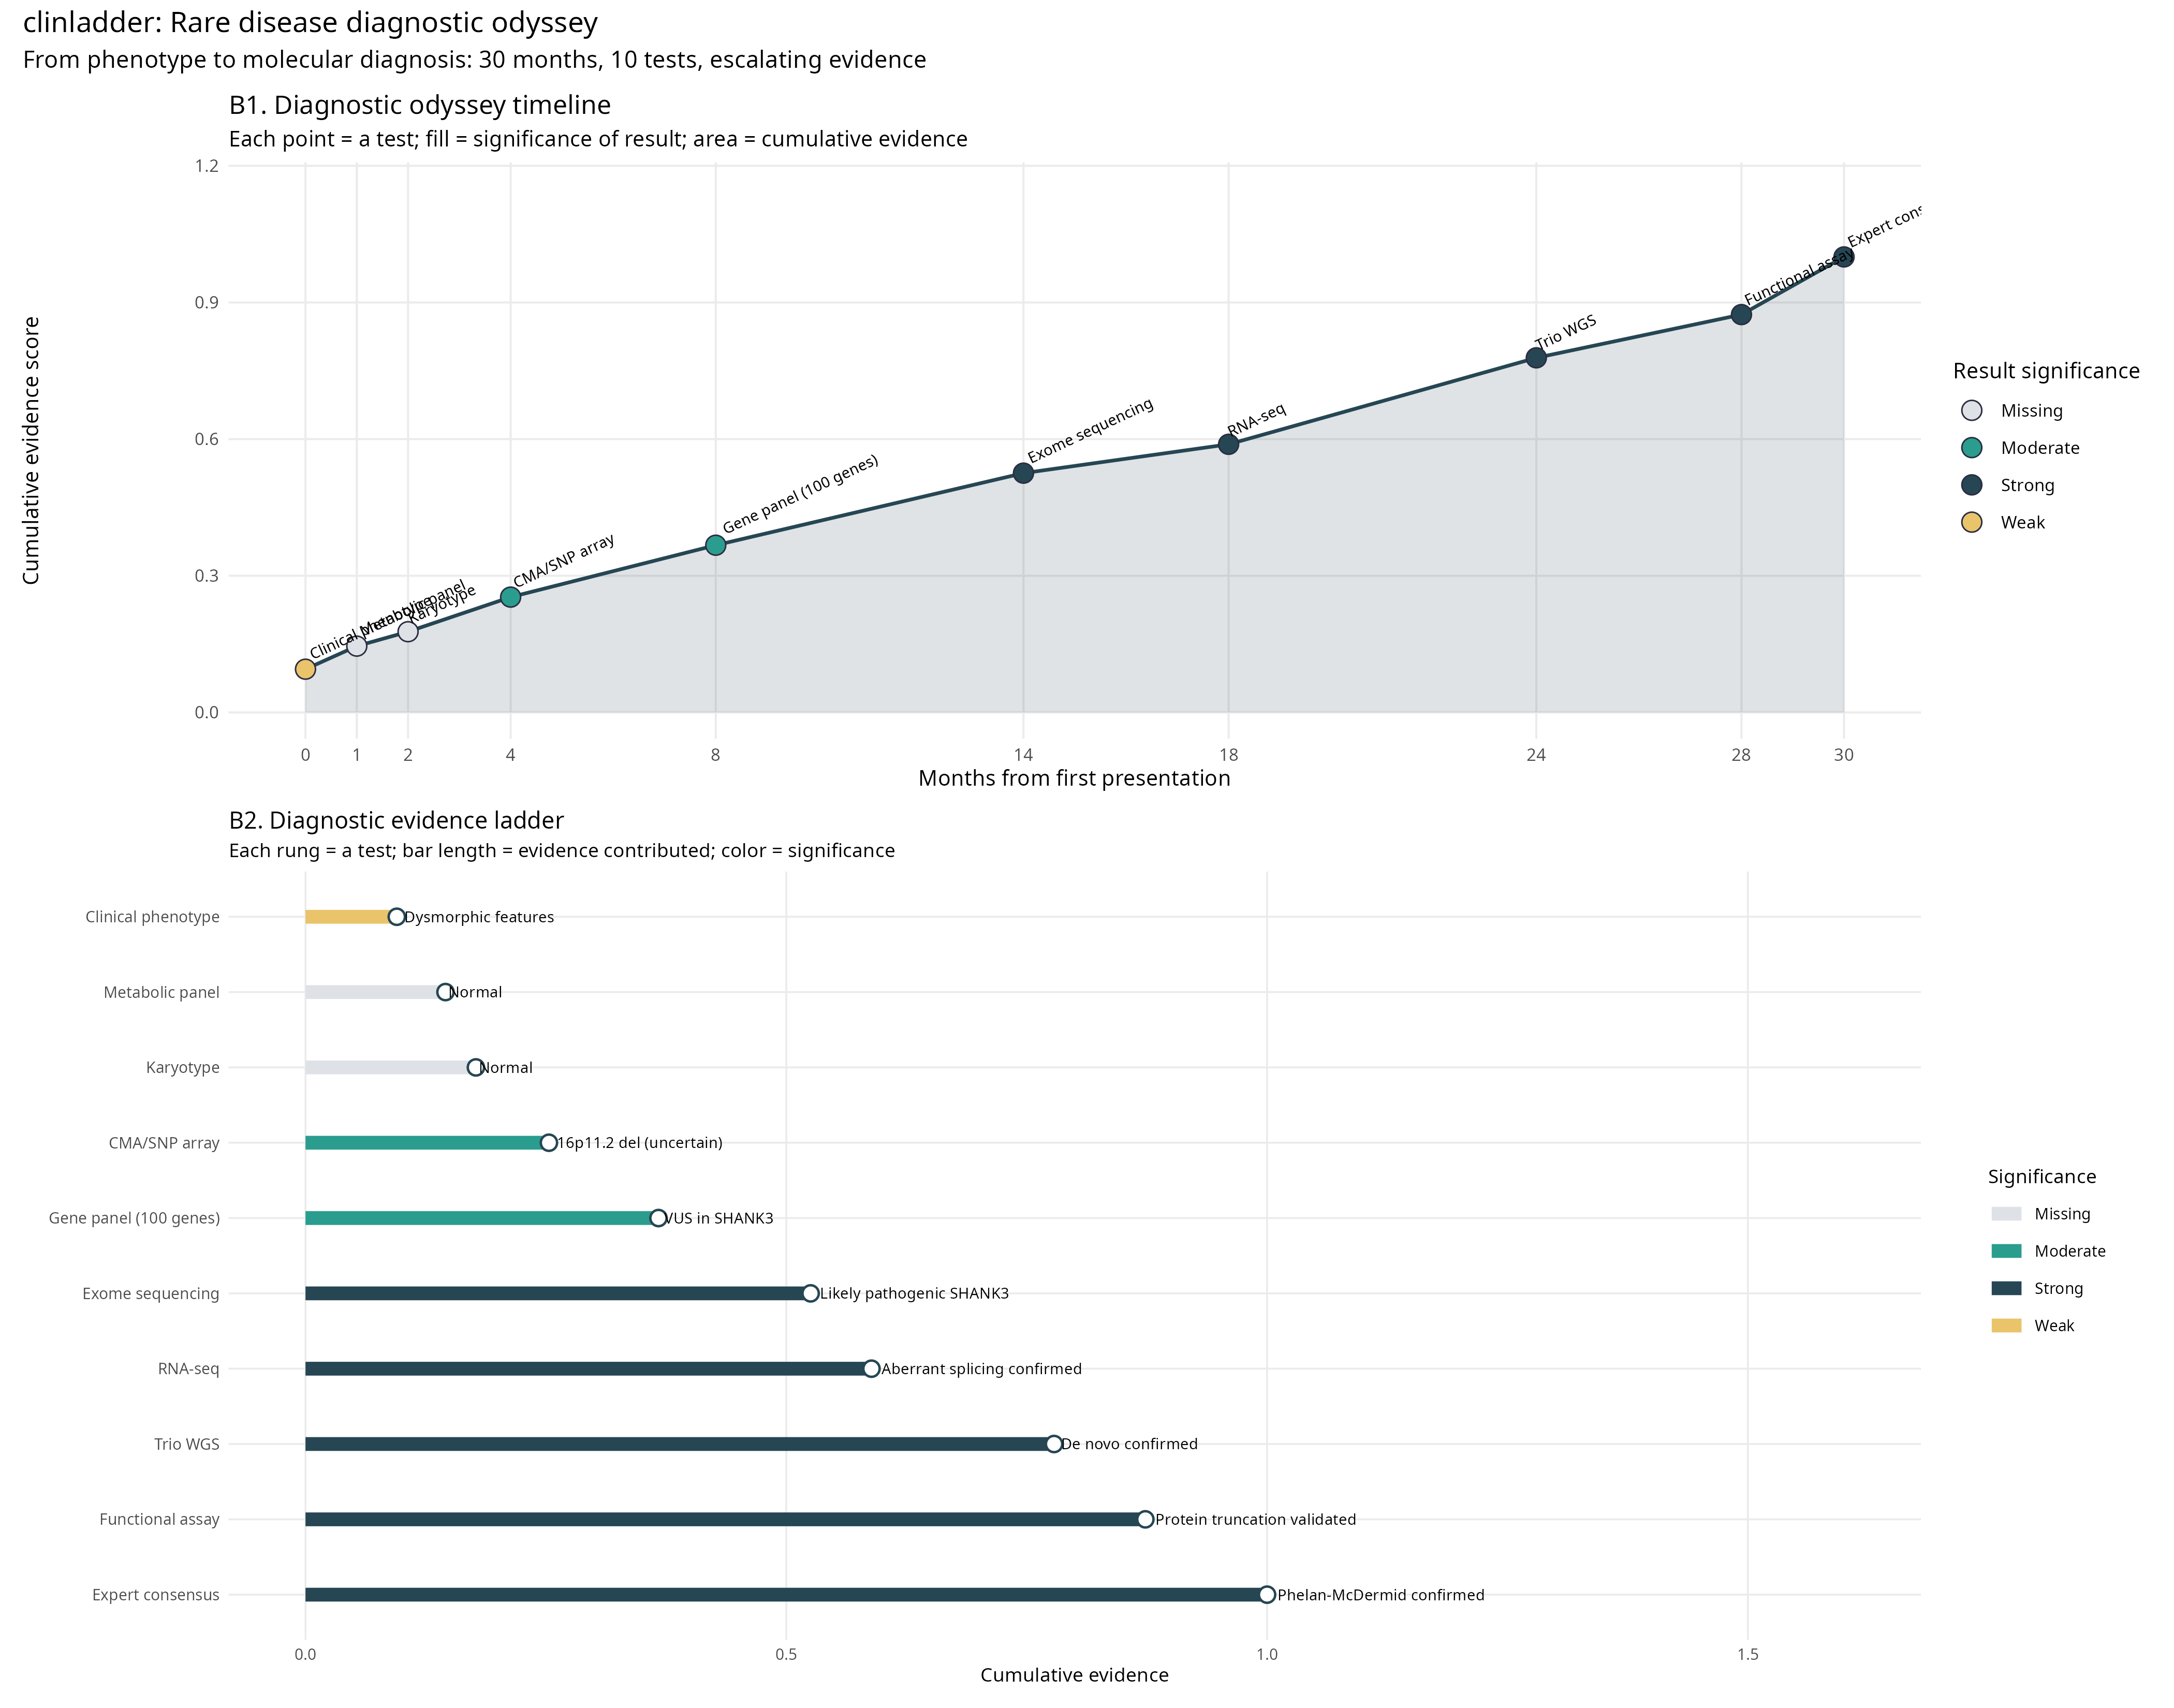 clinladder: Rare disease diagnostic odyssey
From phenotype to molecular diagnosis: 30 months, 10 tests, escalating evidence
B1. Diagnostic odyssey timeline
Each point = a test; fill = significance of result; area = cumulative evidence
Cumulative evidence score
1.2
0.9
0.6
0.3
0.0
Clinical phenotype
Metabolic panel
Karyotype
CMA/SNP array
Gene panel (100 genes)
Exome sequencing
RNA-seq
Trio WGS
Functional assay
Expert cons
0 1 2 4 8 14 18 24 28 30
Months from first presentation
Result significance
Missing
Moderate
Strong
Weak
B2. Diagnostic evidence ladder
Each rung = a test; bar length = evidence contributed; color = significance
Clinical phenotype Dysmorphic features
Metabolic panel Normal
Karyotype Normal
CMA/SNP array 16p11.2 del (uncertain)
Gene panel (100 genes) VUS in SHANK3
Exome sequencing Likely pathogenic SHANK3
RNA-seq Aberrant splicing confirmed
Trio WGS De novo confirmed
Functional assay Protein truncation validated
Expert consensus Phelan-McDermid confirmed
0.0 0.5 1.0 1.5
Cumulative evidence
Significance
Missing
Moderate
Strong
Weak